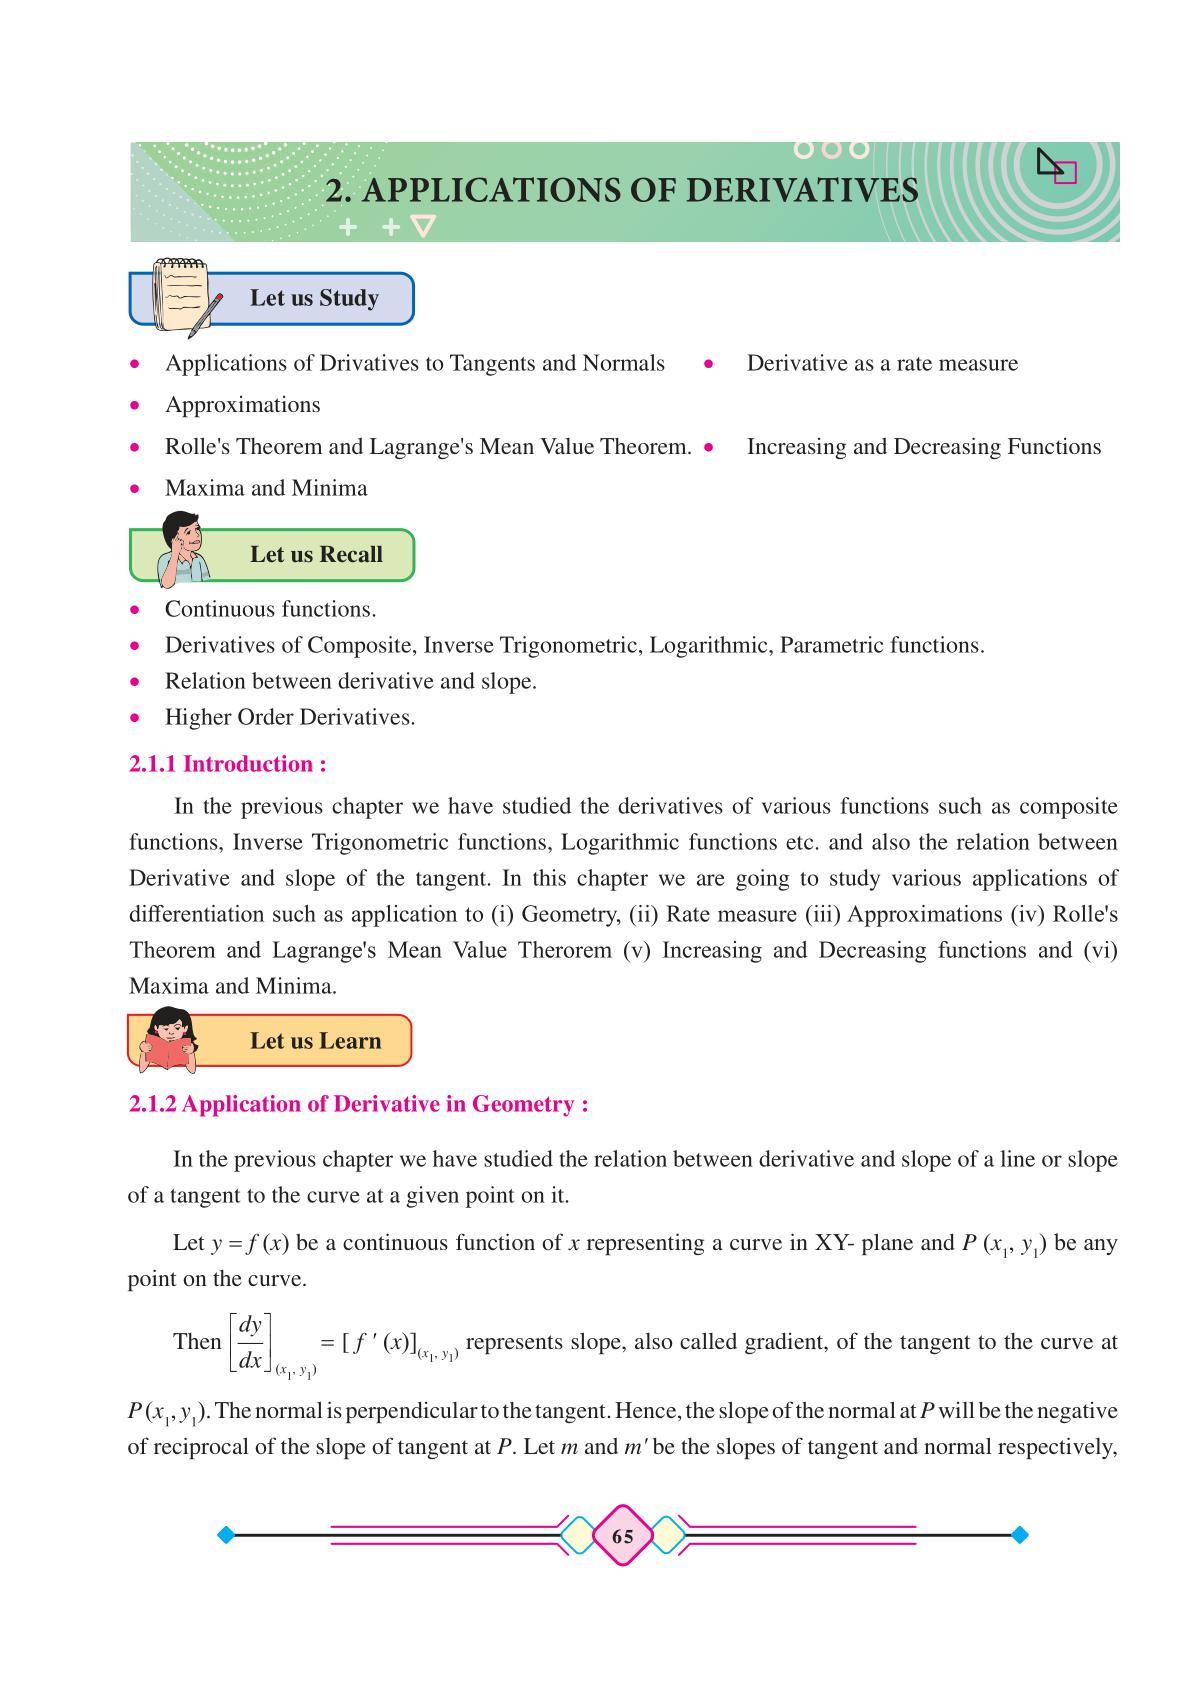 2. APPLICATIONS OF DERIVATIVES
Let us Study
• Applications of Drivatives to Tangents and Normals • Derivative as a rate measure
• Approximations
• Rolle's Theorem and Lagrange's Mean Value Theorem. • Increasing and Decreasing Functions
• Maxima and Minima
Let us Recall
• Continuous functions.
• Derivatives of Composite, Inverse Trigonometric, Logarithmic, Parametric functions.
• Relation between derivative and slope.
• Higher Order Derivatives.
2.1.1 Introduction :
In the previous chapter we have studied the derivatives of various functions such as composite
functions, Inverse Trigonometric functions, Logarithmic functions etc. and also the relation between
Derivative and slope of the tangent. In this chapter we are going to study various applications of
differentiation such as application to (i) Geometry, (ii) Rate measure (iii) Approximations (iv) Rolle's
Theorem and Lagrange's Mean Value Therorem (v) Increasing and Decreasing functions and (vi)
Maxima and Minima.
Let us Learn
2.1.2 Application of Derivative in Geometry :
In the previous chapter we have studied the relation between derivative and slope of a line or slope
of a tangent to the curve at a given point on it.
Let y = f (x) be a continuous function of x representing a curve in XY- plane and P (x₁, y₁) be any
point on the curve.
Then [dy/dx](x₁, y₁) = [ f ′ (x)](x₁, y₁) represents slope, also called gradient, of the tangent to the curve at
P (x₁, y₁). The normal is perpendicular to the tangent. Hence, the slope of the normal at P will be the negative
of reciprocal of the slope of tangent at P. Let m and m′ be the slopes of tangent and normal respectively,
65